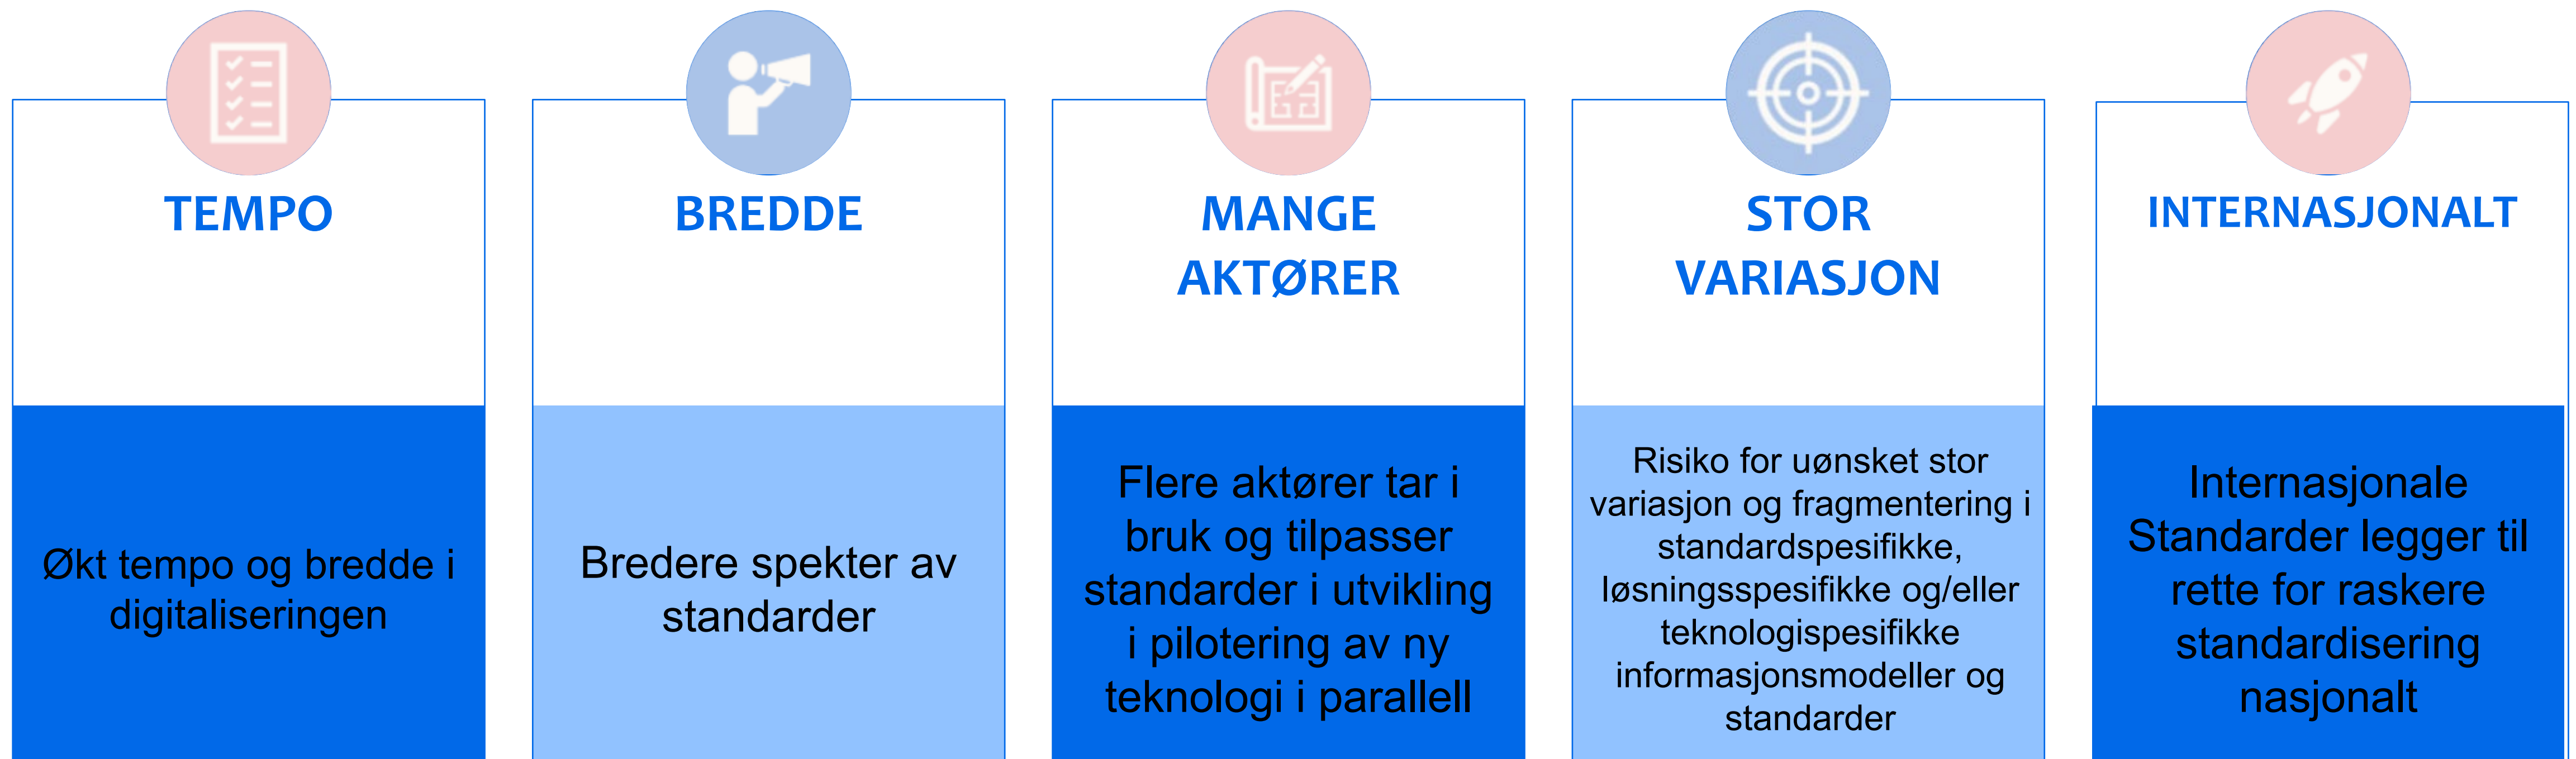 TEMPO
Økt tempo og bredde i
digitaliseringen
BREDDE
Bredere spekter av
standarder
MANGE
AKTØRER
Flere aktører tar i
bruk og tilpasser
standarder i utvikling
i pilotering av ny
teknologi i parallell
STOR
VARIASJON
Risiko for uønsket stor
variasjon og fragmentering i
standardspesifikke,
løsningsspesifikke og/eller
teknologispesifikke
informasjonsmodeller og
standarder
INTERNASJONALT
Internasjonale
Standarder legger til
rette for raskere
standardisering
nasjonalt